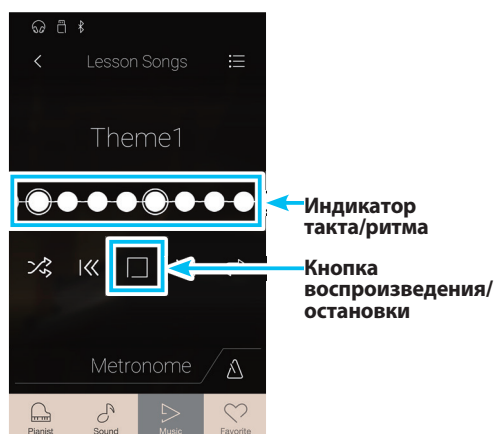 Lesson Songs
Theme1
Индикатор
такта/ритма
Кнопка
воспроизведения/
остановки
Metronome
Pianist Sound Music Favorite